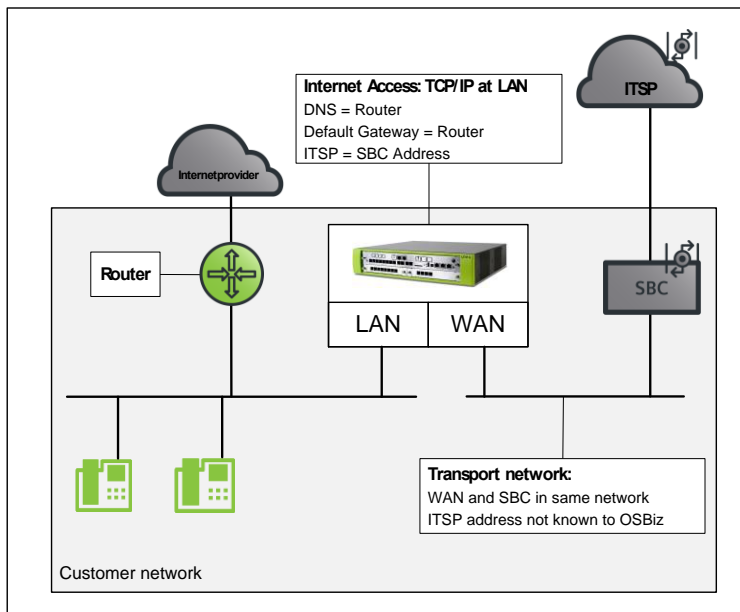 ITSP
Internet Access: TCP/IP at LAN
DNS = Router
Default Gateway = Router
ITSP = SBC Address
Internetprovider
Router
SBC
LAN
WAN
Transport network:
WAN and SBC in same network
ITSP address not known to OSBiz
Customer network